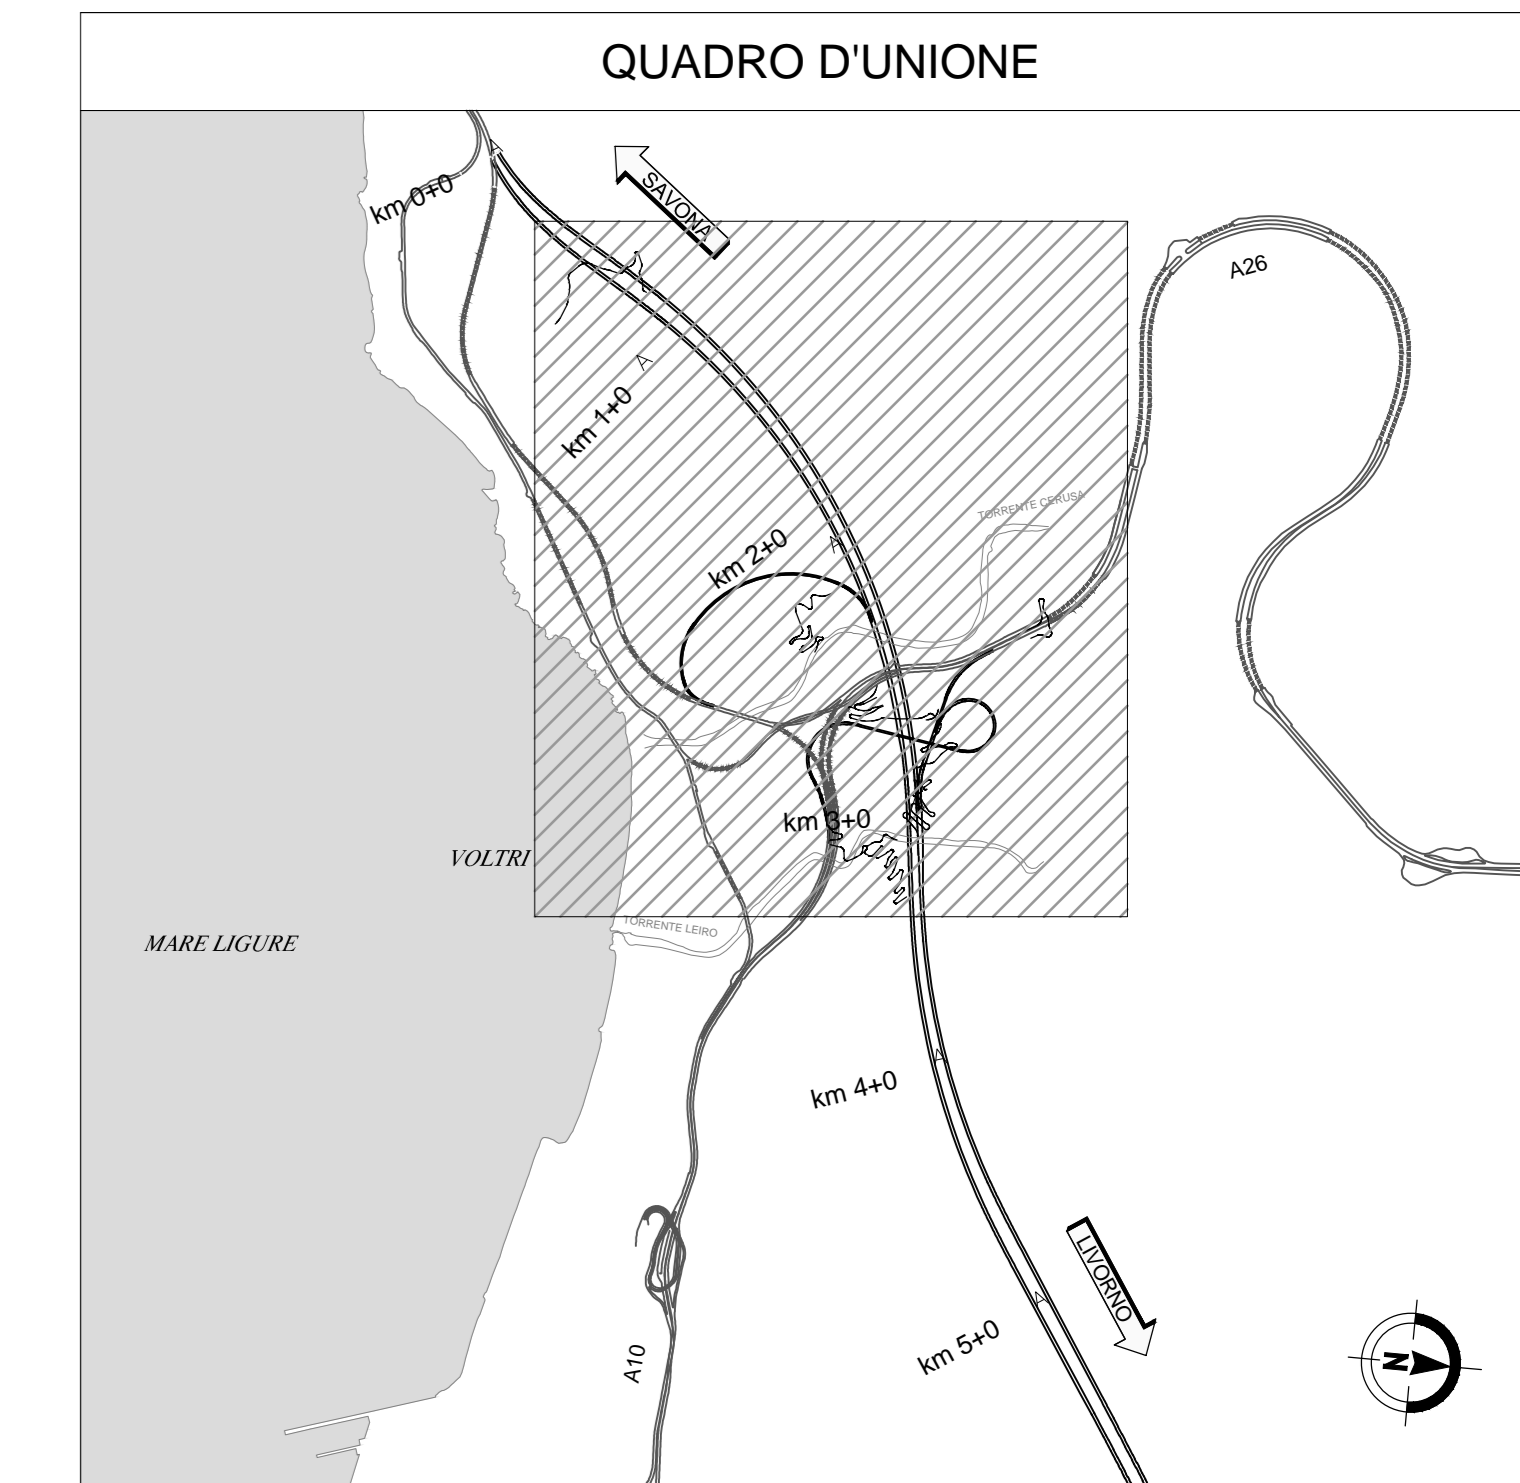 QUADRO D'UNIONE
km 0+0
SAVONA
A26
km 1+0
TORRENTE CERUSA
km 2+0
km 3+0
VOLTRI
TORRENTE LEIRO
MARE LIGURE
km 4+0
LIVORNO
km 5+0
A10
N